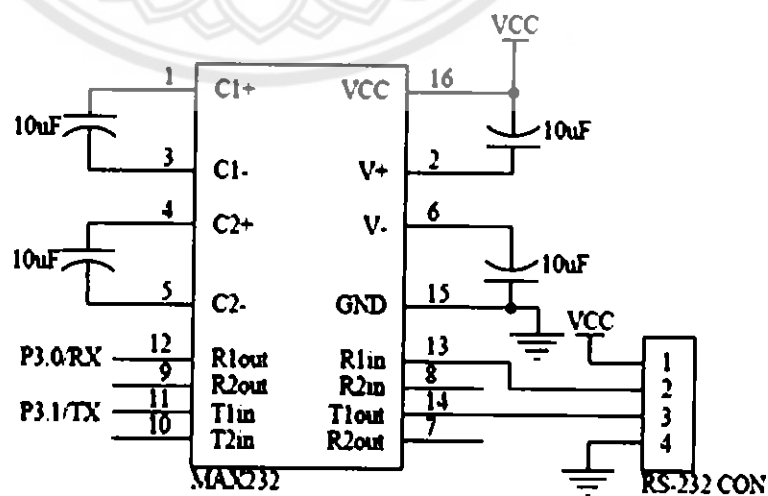 VCC
1 C1+ VCC 16
10uF 10uF
3 C1- V+ 2
4 C2+ V- 6
10uF 10uF
5 C2- GND 15
VCC
P3.0/RX 12 R1out R1in 13 1
9 R2out R2in 8 2
P3.1/TX 11 T1in T1out 14 3
10 T2in R2out 7 4
MAX232 RS-232 CON